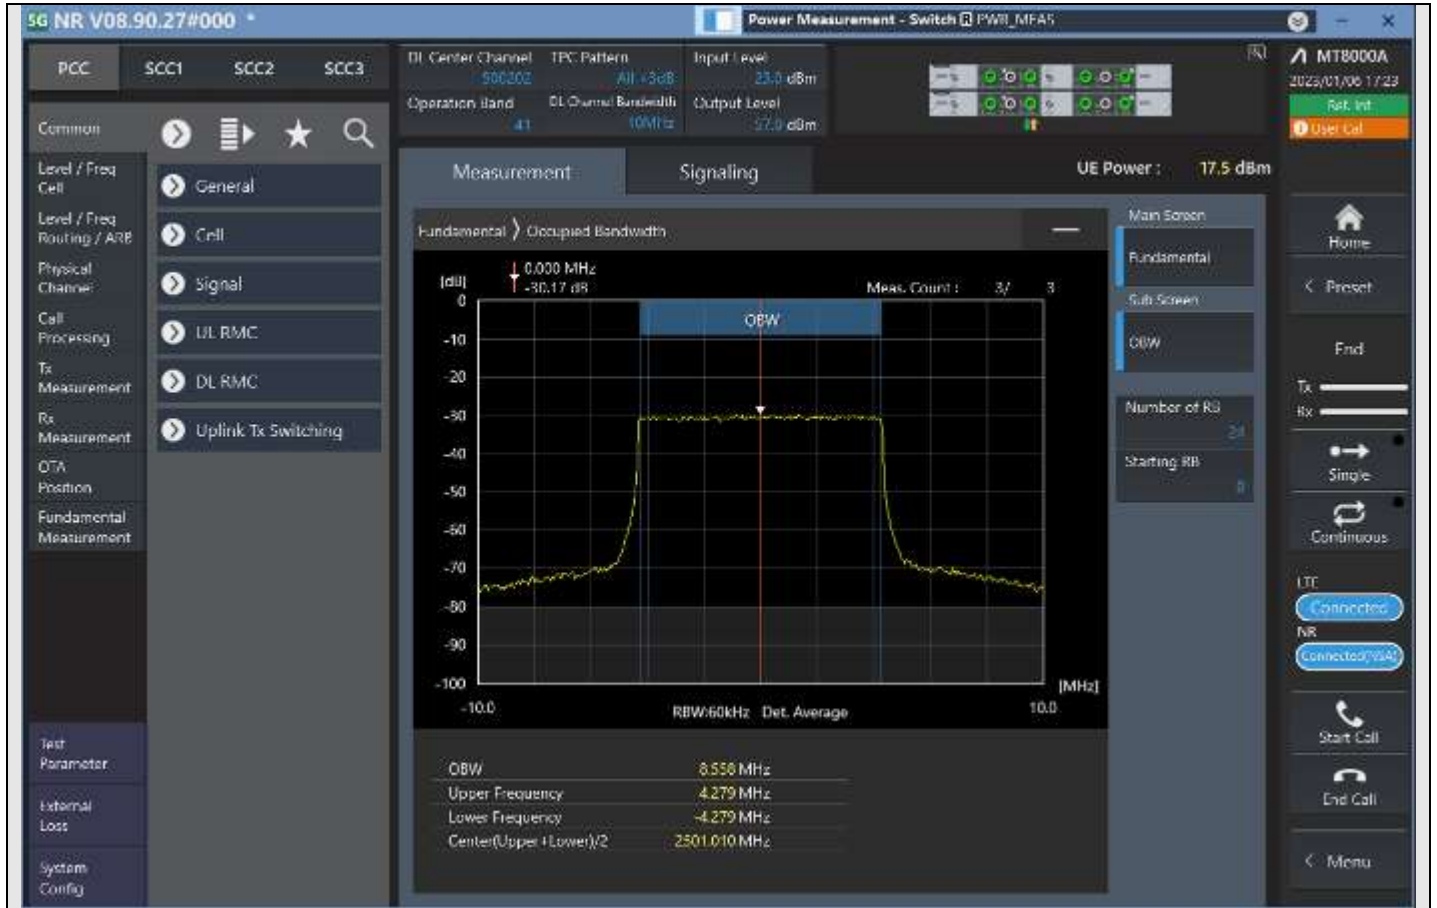 SG NR V08.90.27#000 *
Power Measurement - Switch R PWR_MEAS
PCC
SCC1
SCC2
SCC3
DL Center Channel
500202
TPC Pattern
All +3dB
Input Level
23.0 dBm
Operation Band
41
DL Channel Bandwidth
10MHz
Output Level
-57.0 dBm
MT8000A
2023/01/06 17:23
Ref. Int
User Cal
Common
Level / Freq
Cell
Level / Freq
Routing / ARB
Physical
Channel
Call
Processing
Tx
Measurement
Rx
Measurement
OTA
Position
Fundamental
Measurement
Test
Parameter
External
Loss
System
Config
General
Cell
Signal
UL RMC
DL RMC
Uplink Tx Switching
Measurement
Signaling
UE Power : 17.5 dBm
Fundamental > Occupied Bandwidth
[dB]
0.000 MHz
-30.17 dB
Meas. Count : 3/ 3
OBW
0
-10
-20
-30
-40
-50
-60
-70
-80
-90
-100
-10.0
RBW:60kHz Det. Average
10.0
[MHz]
OBW 8.558 MHz
Upper Frequency 4.279 MHz
Lower Frequency -4.279 MHz
Center(Upper+Lower)/2 2501.010 MHz
Main Screen
Fundamental
Sub Screen
OBW
Number of RB
24
Starting RB
0
Home
< Preset
End
Tx
Rx
Single
Continuous
LTE
Connected
NR
Connected(NSA)
Start Call
End Call
< Menu